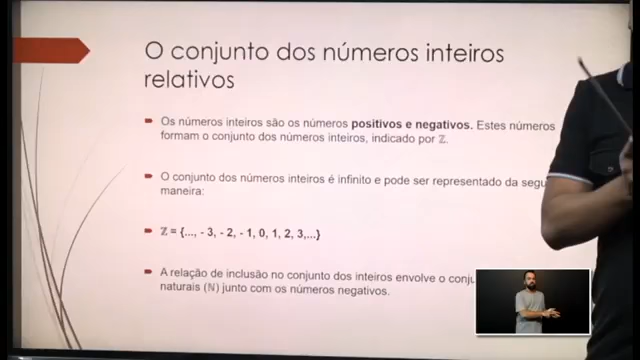 O conjunto dos números inteiros
relativos
Os números inteiros são os números positivos e negativos. Estes números
formam o conjunto dos números inteiros, indicado por ℤ.
O conjunto dos números inteiros é infinito e pode ser representado da
maneira:
ℤ = {..., - 3, - 2, - 1, 0, 1, 2, 3,...}
A relação de inclusão no conjunto dos inteiros envolve o
naturais (ℕ) junto com os números negativos.